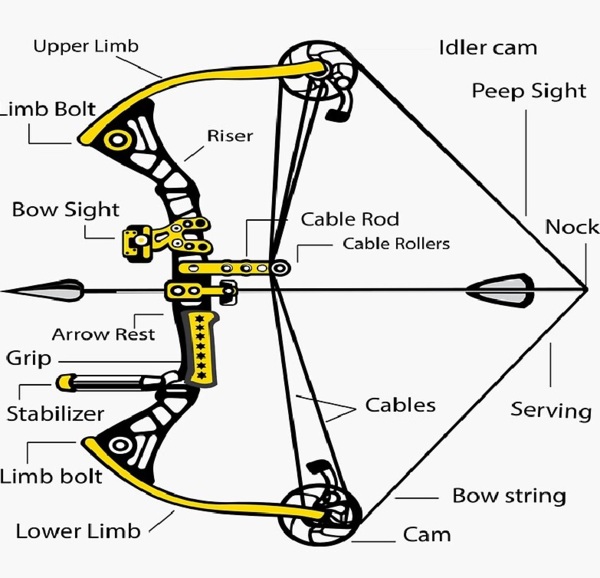 Upper Limb
Idler cam
Peep Sight
Limb Bolt
Riser
Bow Sight
Cable Rod
Nock
Cable Rollers
Arrow Rest
Grip
Cables
Stabilizer
Serving
Limb bolt
Bow string
Lower Limb
Cam